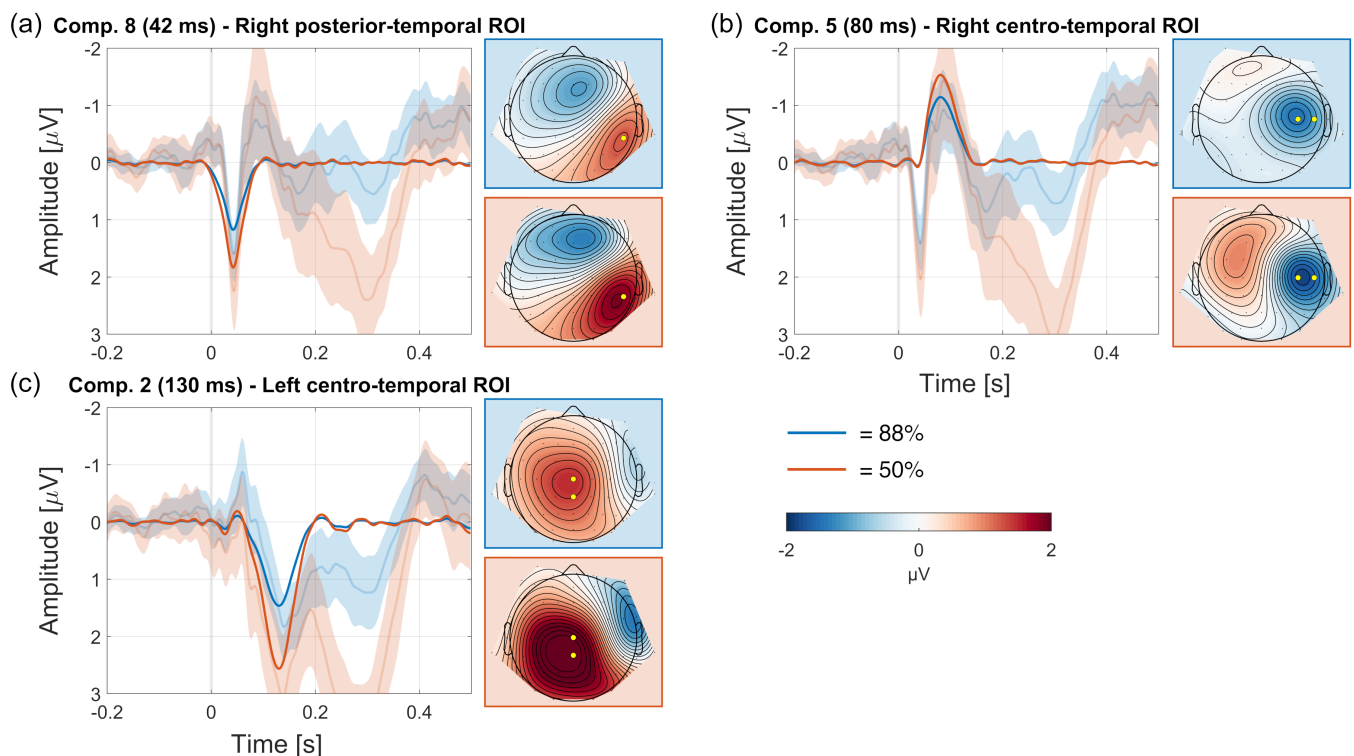 (a) Comp. 8 (42 ms) - Right posterior-temporal ROI
-2
-1
0
1
2
3
Amplitude [µV]
-0.2 0 0.2 0.4
(b) Comp. 5 (80 ms) - Right centro-temporal ROI
-2
-1
0
1
2
3
Amplitude [µV]
-0.2 0 0.2 0.4
Time [s]
(c) Comp. 2 (130 ms) - Left centro-temporal ROI
-2
-1
0
1
2
3
Amplitude [µV]
-0.2 0 0.2 0.4
Time [s]
= 88%
= 50%
-2 0 2
µV